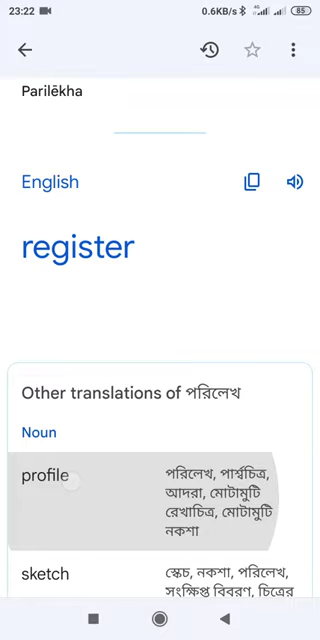 23:22
0.6KB/s
4G
85
Parilēkha
English
register
Other translations of পরিলেখ
Noun
profile
পরিলেখ, পার্শ্বচিত্র,
আদরা, মোটামুটি
রেখাচিত্র, মোটামুটি
নকশা
sketch
স্কেচ, নকশা, পরিলেখ,
সংক্ষিপ্ত বিবরণ, চিত্রের